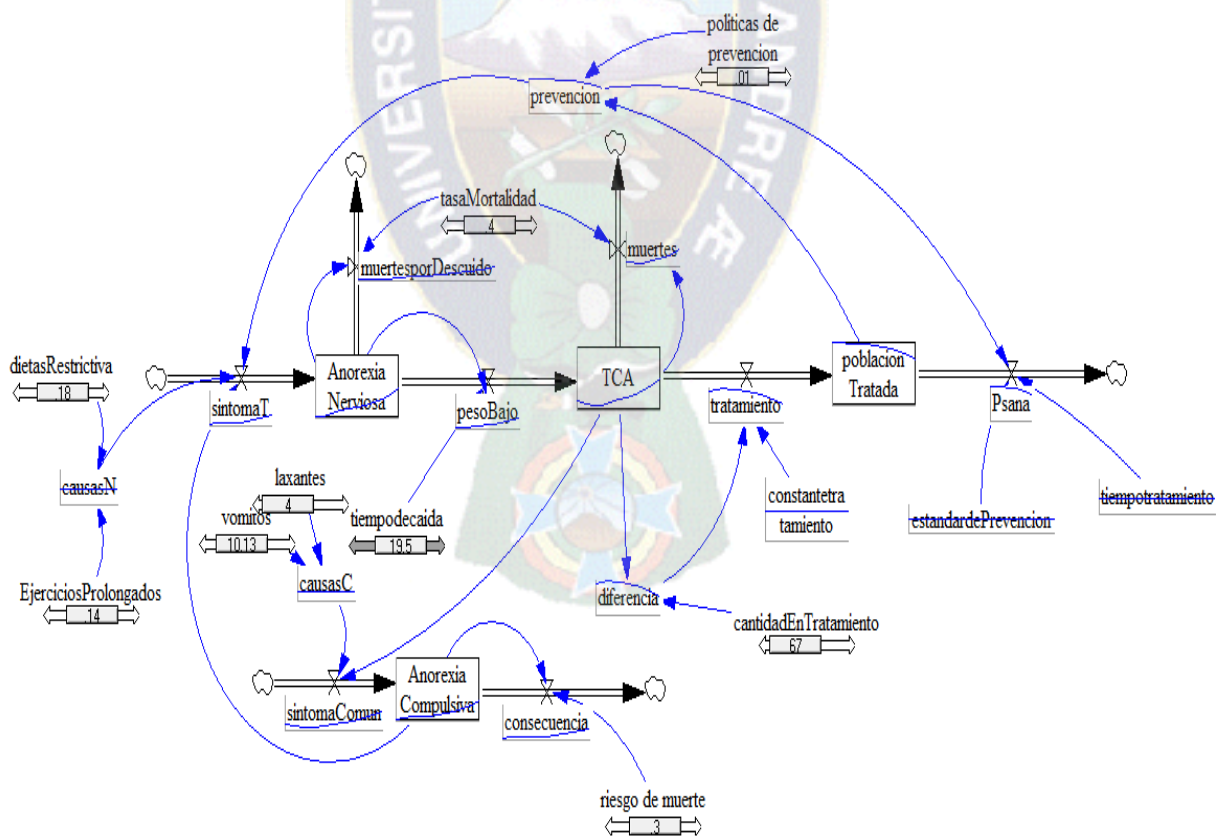 UNIVERSIT
ANDRE Æ
politicas de
prevencion
.01
prevencion
tasaMortalidad
.4
muertesporDescuido
muertes
dietasRestrictiva
.18
sintomaT
Anorexia
Nerviosa
pesoBajo
TCA
tratamiento
poblacion
Tratada
Psana
causasN
laxantes
4
vomitos
10.13
tiempodecaida
19.5
constantetra
tamiento
estandardePrevencion
tiempotratamiento
EjerciciosProlongados
.14
causasC
diferencia
cantidadEnTratamiento
67
sintomaComun
Anorexia
Compulsiva
consecuencia
riesgo de muerte
.3